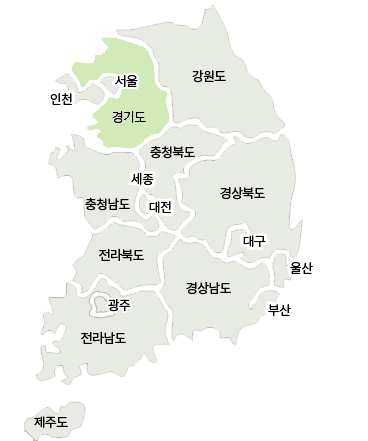 강원도
서울
인천
경기도
충청북도
세종
경상북도
충청남도
대전
대구
전라북도
울산
경상남도
광주
부산
전라남도
제주도